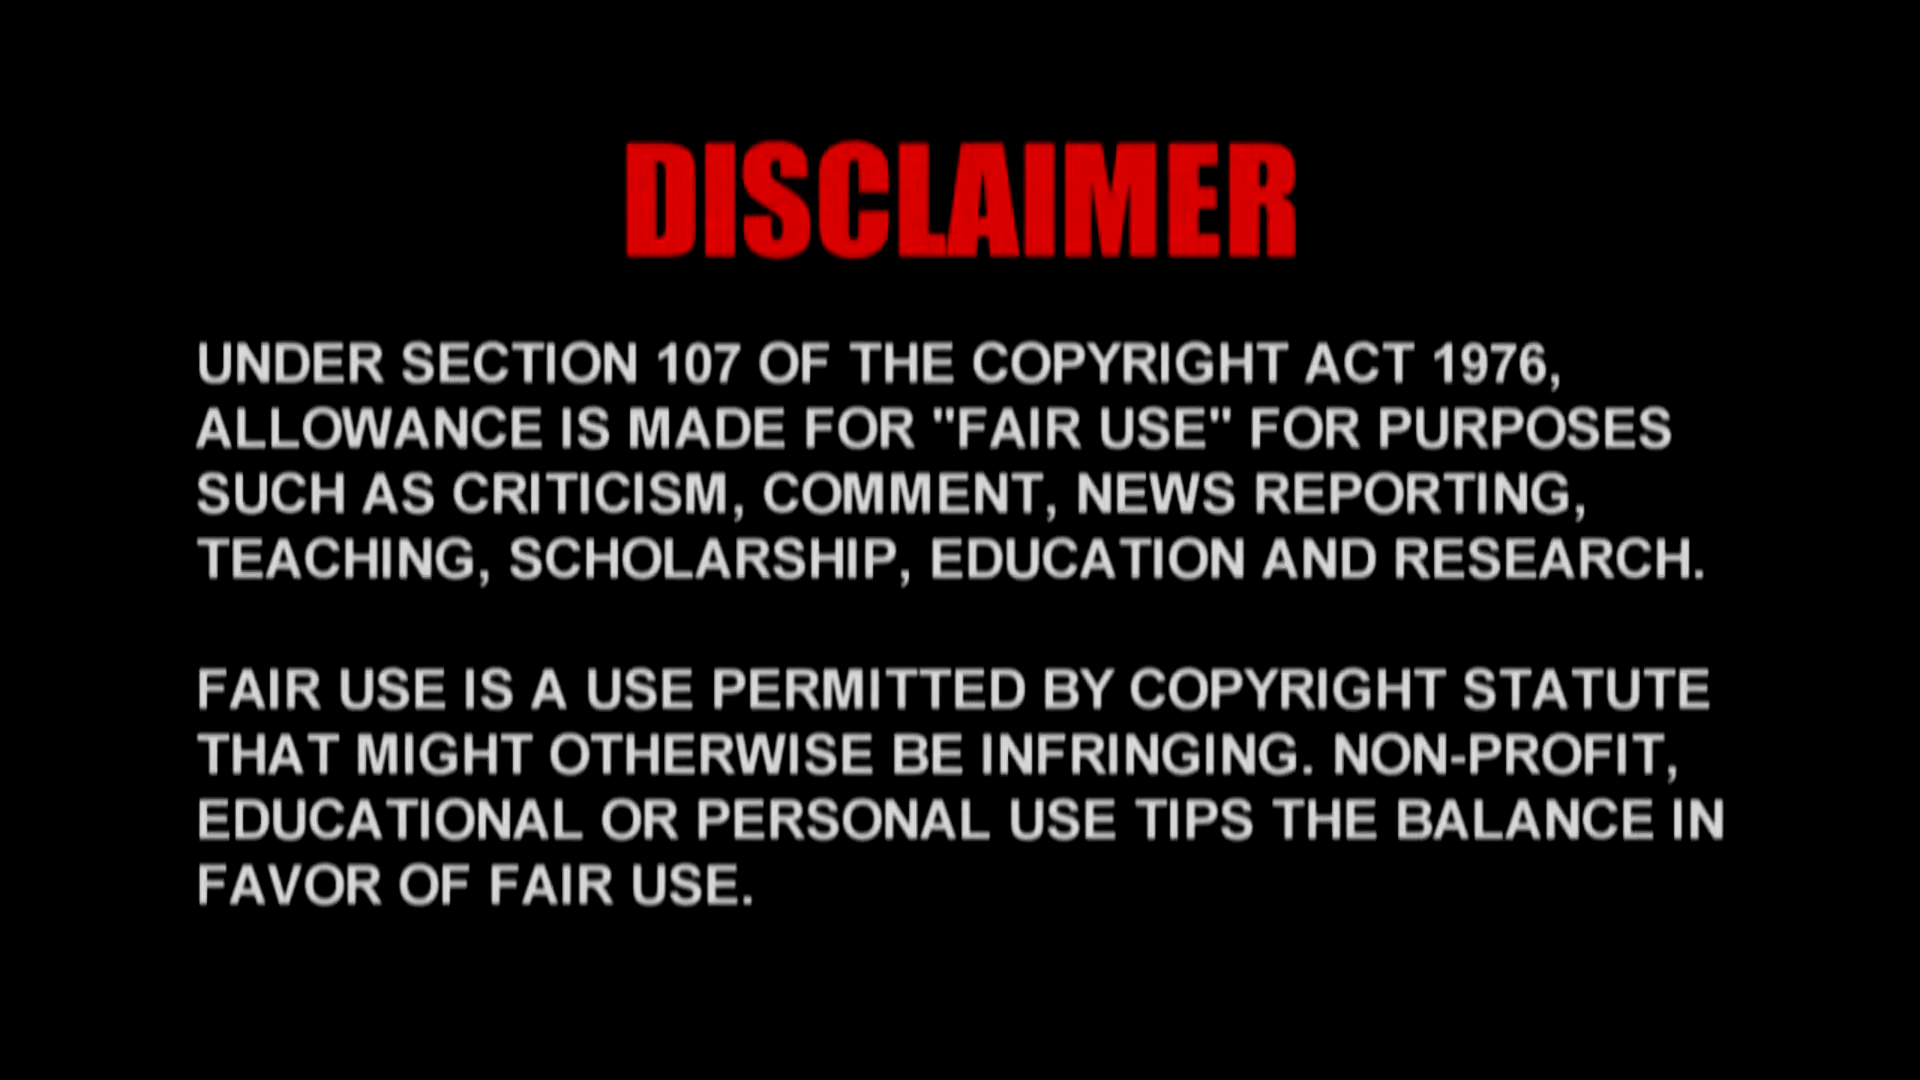 DISCLAIMER
UNDER SECTION 107 OF THE COPYRIGHT ACT 1976,
ALLOWANCE IS MADE FOR "FAIR USE" FOR PURPOSES
SUCH AS CRITICISM, COMMENT, NEWS REPORTING,
TEACHING, SCHOLARSHIP, EDUCATION AND RESEARCH.
FAIR USE IS A USE PERMITTED BY COPYRIGHT STATUTE
THAT MIGHT OTHERWISE BE INFRINGING. NON-PROFIT,
EDUCATIONAL OR PERSONAL USE TIPS THE BALANCE IN
FAVOR OF FAIR USE.